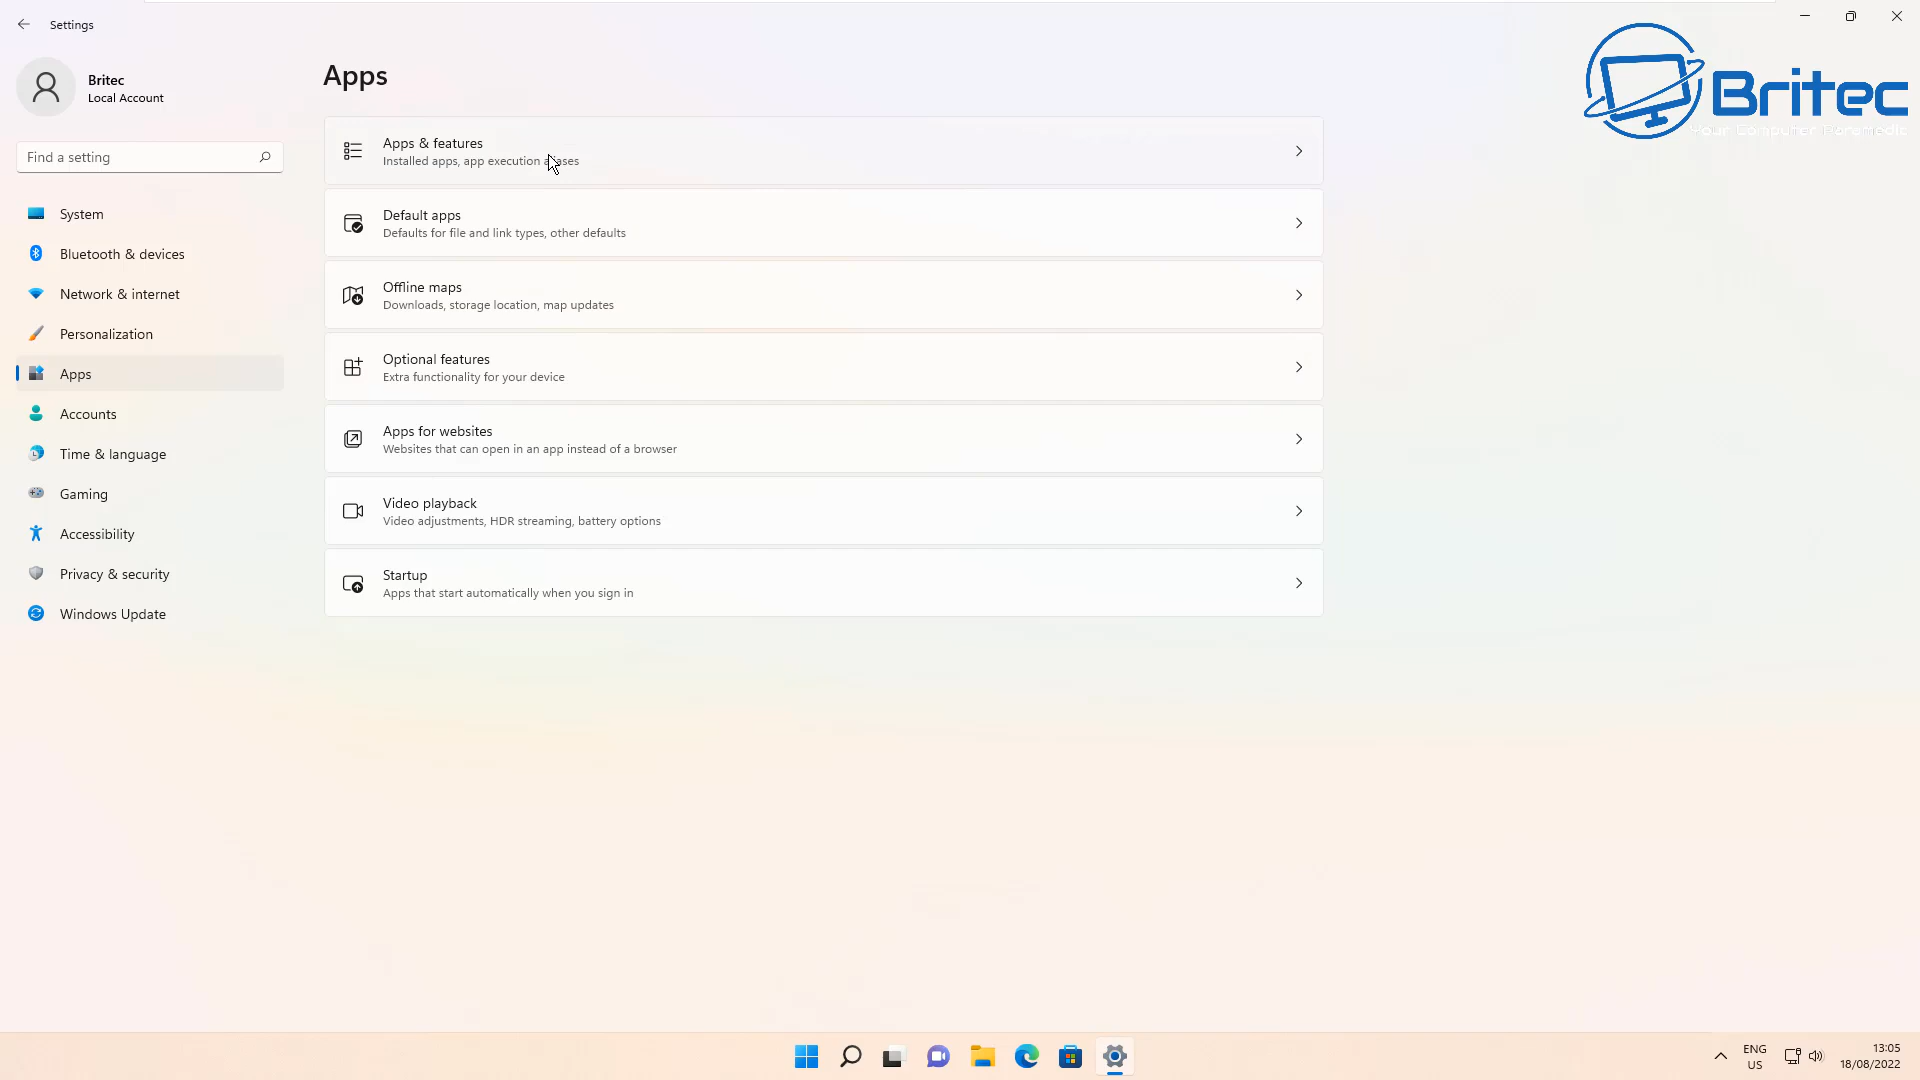 Settings
Britec
Local Account
Find a setting
System
Bluetooth & devices
Network & internet
Personalization
Apps
Accounts
Time & language
Gaming
Accessibility
Privacy & security
Windows Update
Apps
Apps & features
Installed apps, app execution
Default apps
Defaults for file and link types, other defaults
Offline maps
Downloads, storage location, map updates
Optional features
Extra functionality for your device
Apps for websites
Websites that can open in an app instead of a browser
Video playback
Video adjustments, HDR streaming, battery options
Startup
Apps that start automatically when you sign in
Britec
Your Computer Paramedic
ENG
US
13:05
18/08/2022